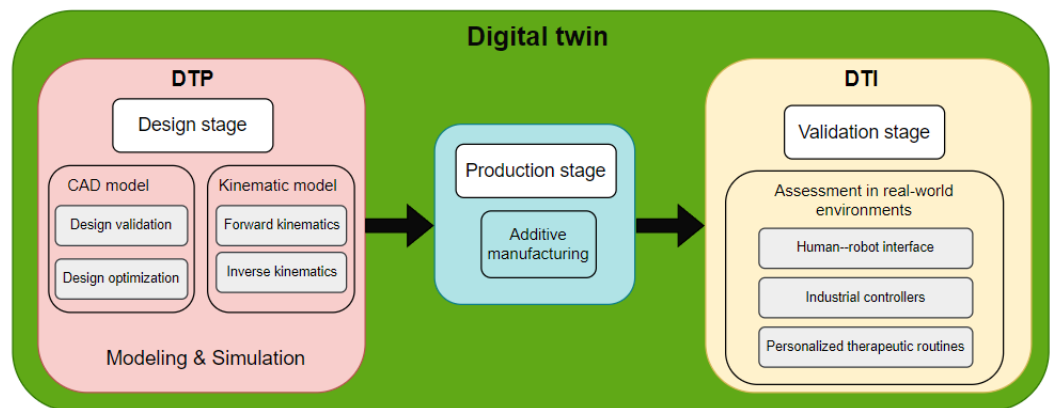 Digital twin
DTP
Design stage
CAD model
Design validation
Design optimization
Kinematic model
Forward kinematics
Inverse kinematics
Modeling & Simulation
Production stage
Additive
manufacturing
DTI
Validation stage
Assessment in real-world
environments
Human--robot interface
Industrial controllers
Personalized therapeutic routines